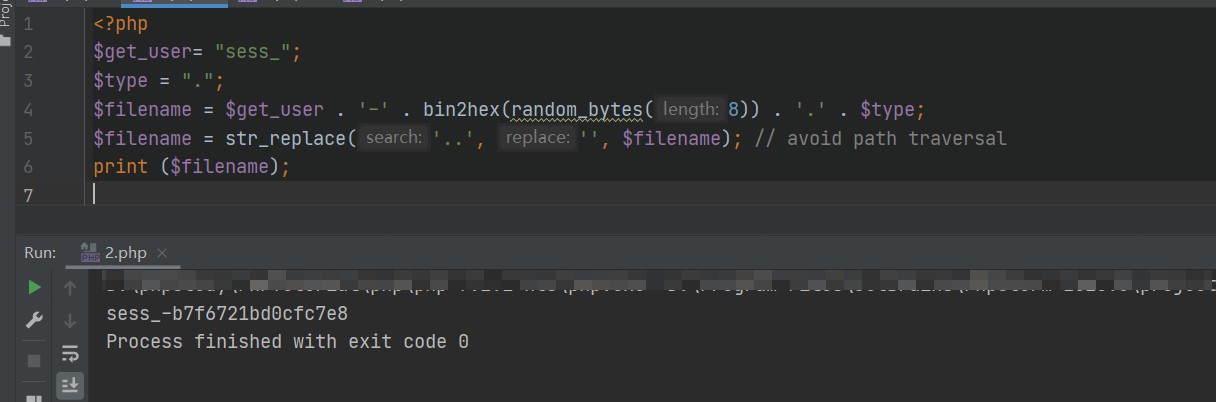 1 <?php
2 $get_user= "sess_";
3 $type = ".";
4 $filename = $get_user . '-' . bin2hex(random_bytes( length: 8)) . '.' . $type;
5 $filename = str_replace( search: '..', replace: '', $filename); // avoid path traversal
6 print ($filename);
7
Run: 2.php
sess_-b7f6721bd0cfc7e8
Process finished with exit code 0